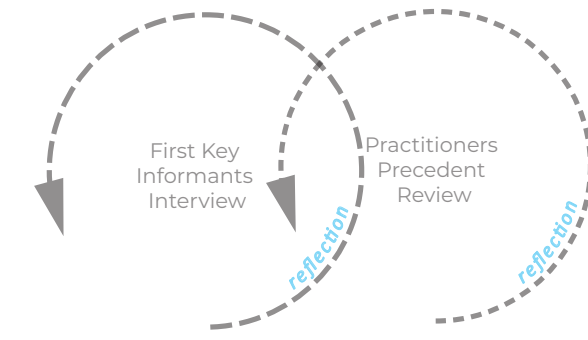 First Key
Informants
Interview
reflection
Practitioners
Precedent
Review
reflection